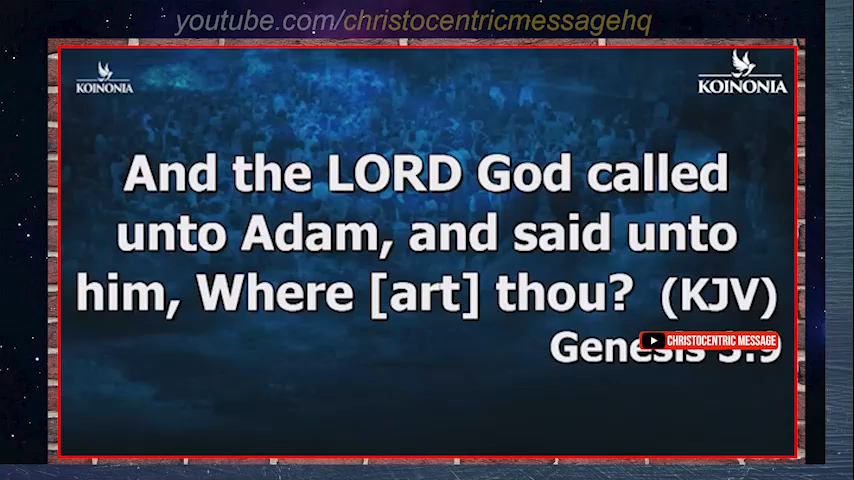 youtube.com/christocentricmessagehq
KOINONIA
KOINONIA
And the LORD God called
unto Adam, and said unto
him, Where [art] thou? (KJV)
Genesis 3:9
CHRISTOCENTRIC MESSAGE